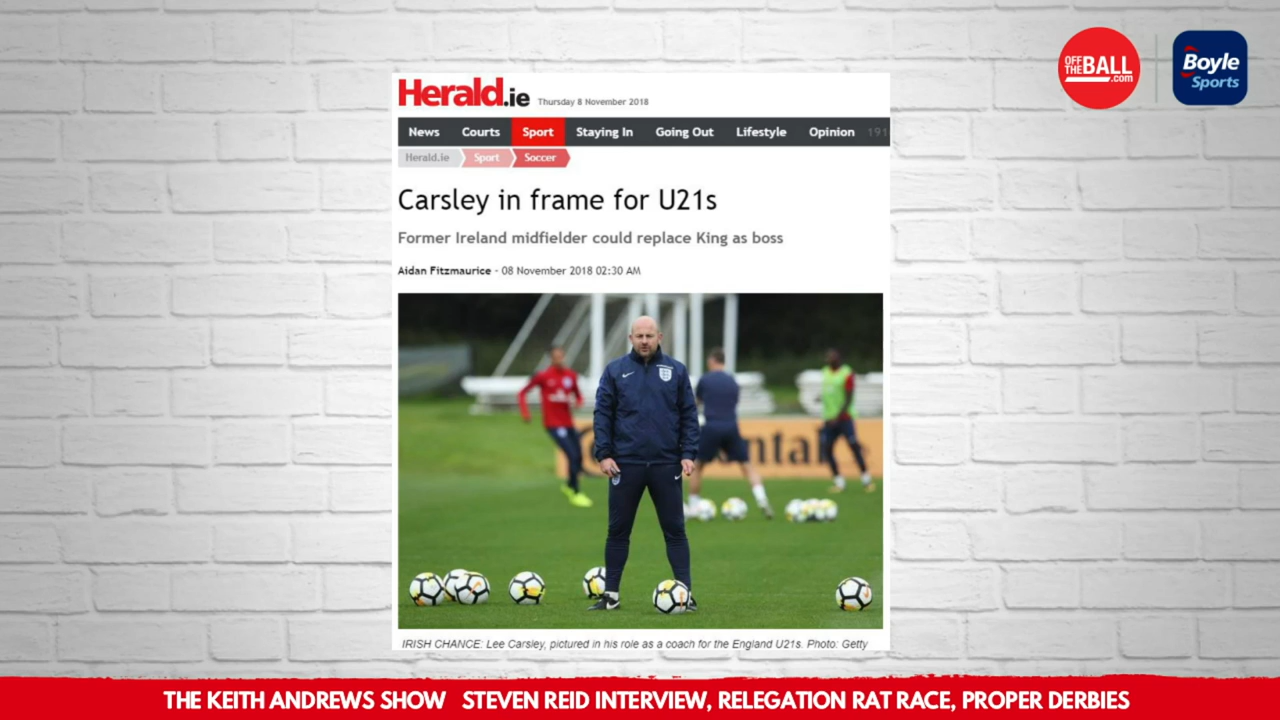 OFF
THE BALL
.com
Boyle
Sports
Herald.ie Thursday 8 November 2018
News Courts Sport Staying In Going Out Lifestyle Opinion 191
Herald.ie Sport Soccer
Carsley in frame for U21s
Former Ireland midfielder could replace King as boss
Aidan Fitzmaurice - 08 November 2018 02:30 AM
ntal
IRISH CHANCE: Lee Carsley, pictured in his role as a coach for the England U21s. Photo: Getty
THE KEITH ANDREWS SHOW STEVEN REID INTERVIEW, RELEGATION RAT RACE, PROPER DERBIES